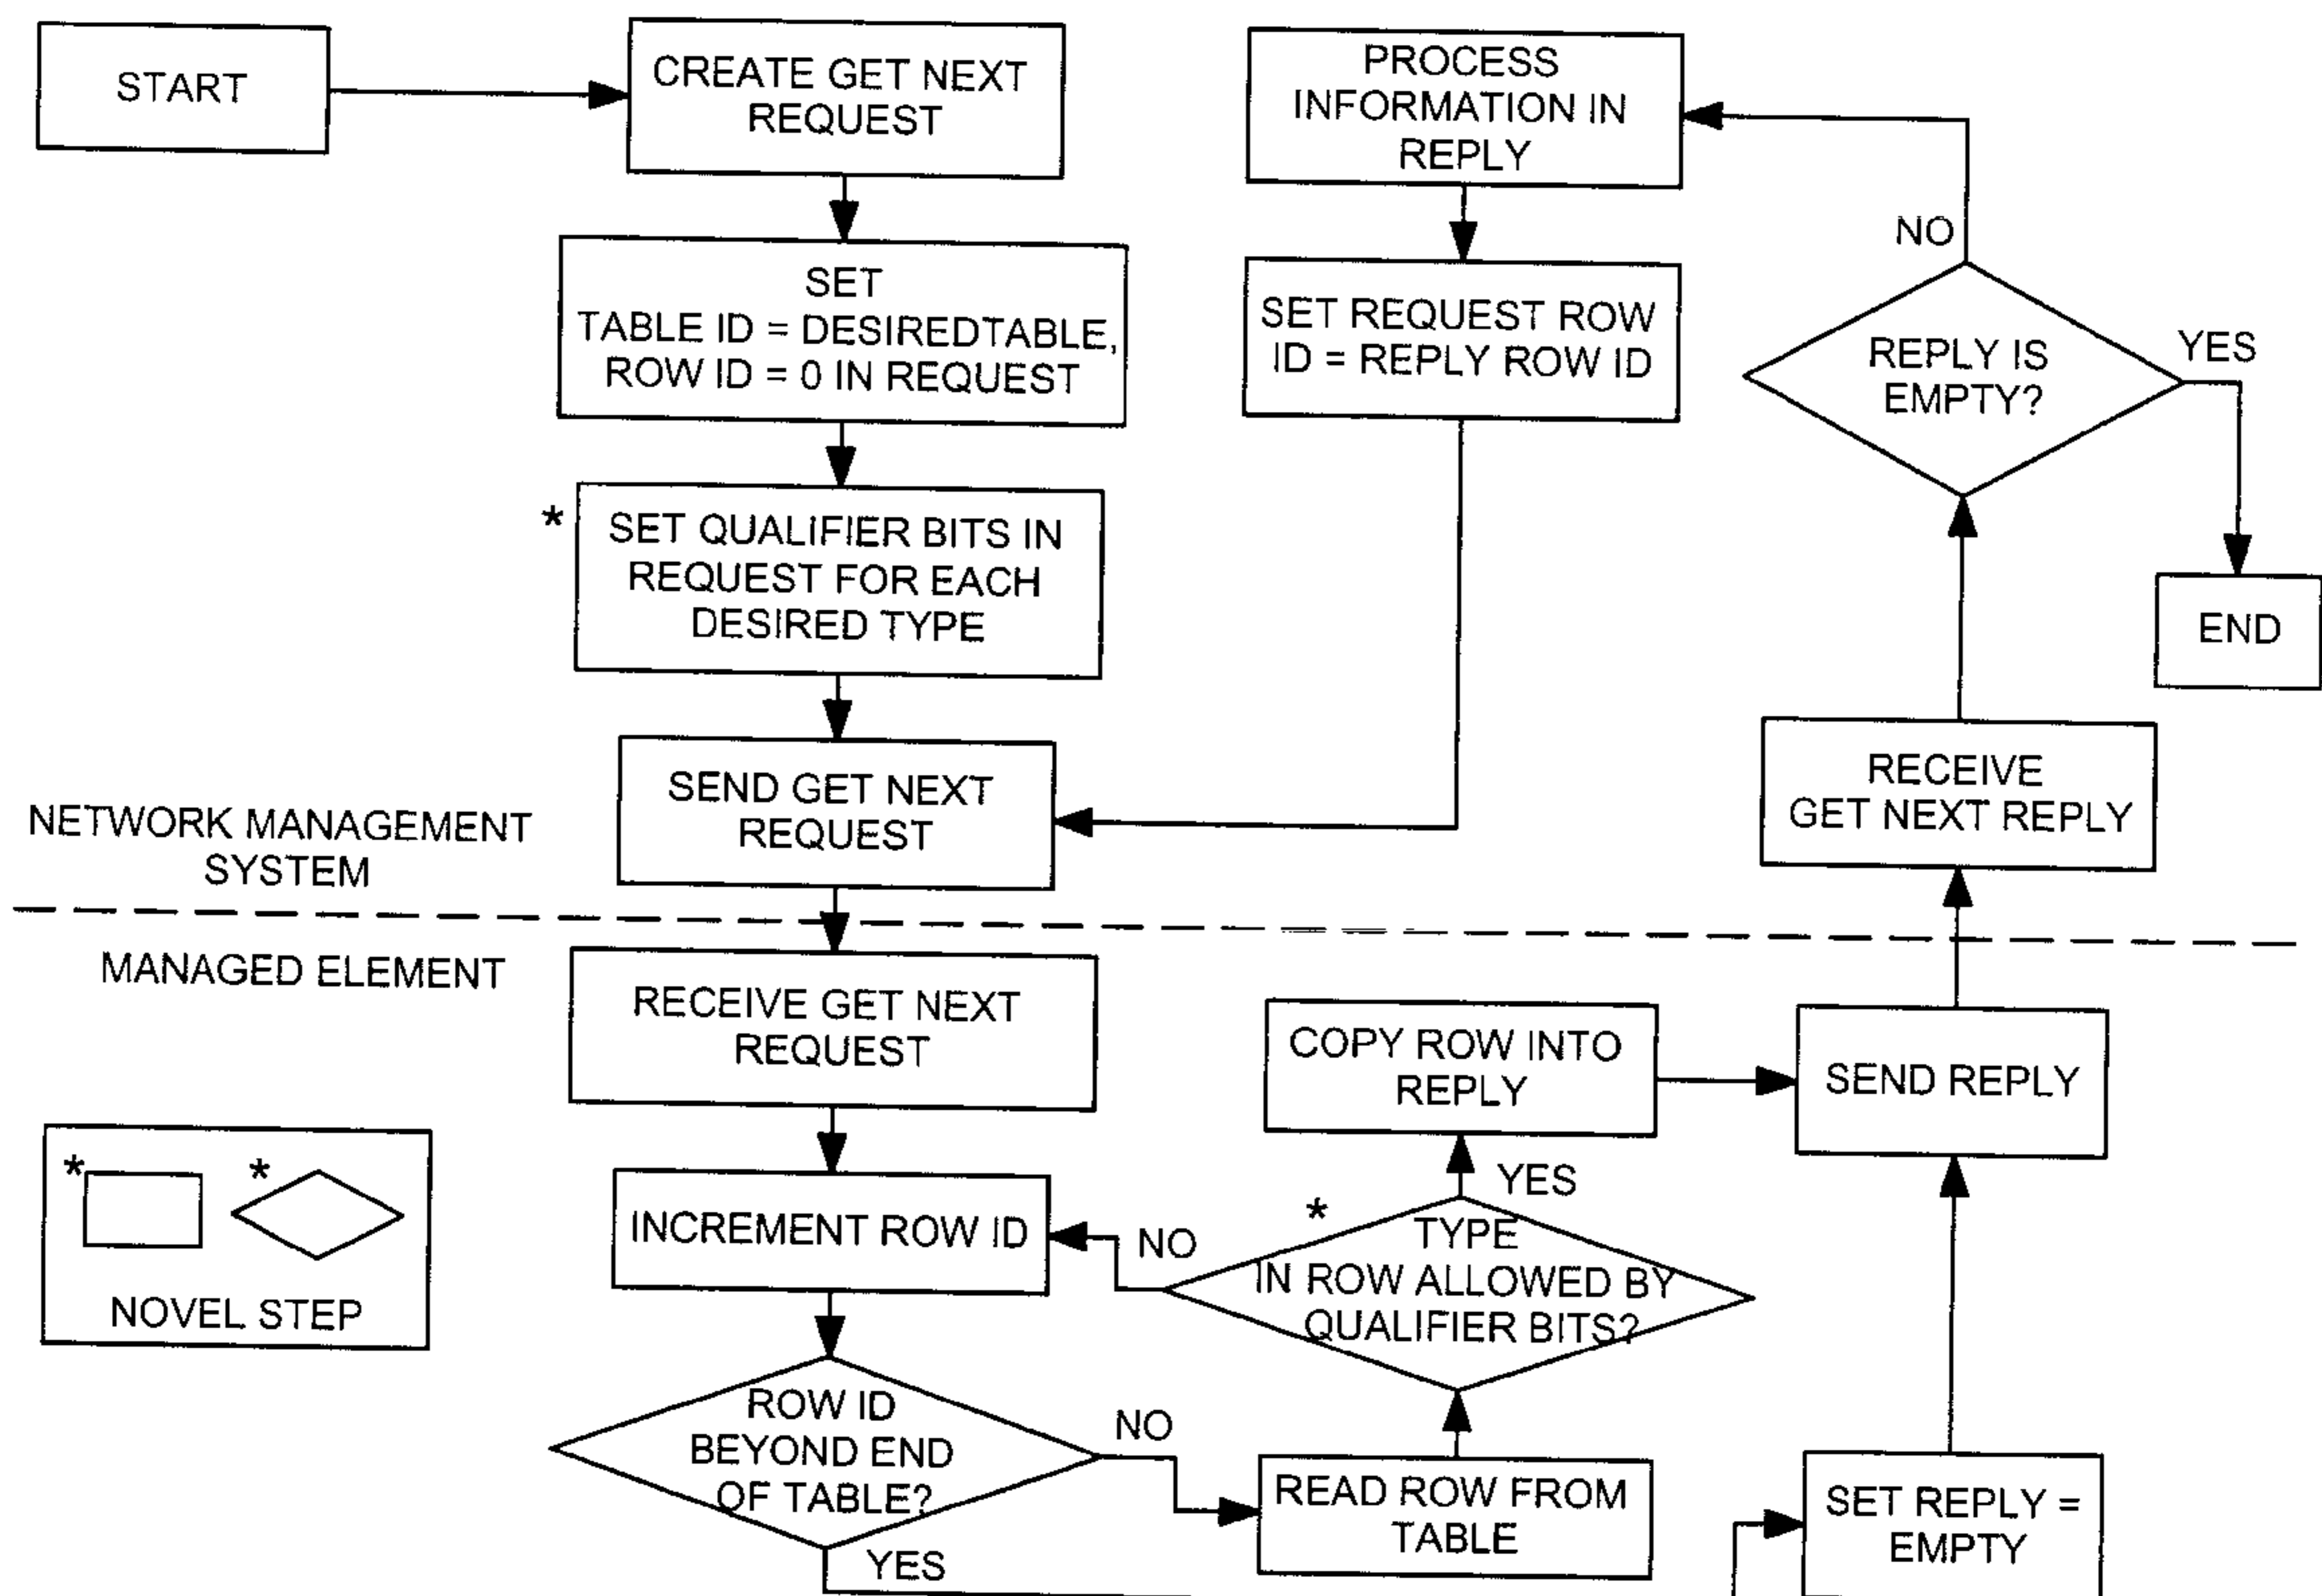 START
CREATE GET NEXT
REQUEST
SET
TABLE ID = DESIREDTABLE,
ROW ID = 0 IN REQUEST
*
SET QUALIFIER BITS IN
REQUEST FOR EACH
DESIRED TYPE
SEND GET NEXT
REQUEST
PROCESS
INFORMATION IN
REPLY
SET REQUEST ROW
ID = REPLY ROW ID
NO
REPLY IS
EMPTY?
YES
END
RECEIVE
GET NEXT REPLY
NETWORK MANAGEMENT
SYSTEM
MANAGED ELEMENT
RECEIVE GET NEXT
REQUEST
COPY ROW INTO
REPLY
SEND REPLY
* *
NOVEL STEP
INCREMENT ROW ID
NO
*
YES
TYPE
IN ROW ALLOWED BY
QUALIFIER BITS?
ROW ID
BEYOND END
OF TABLE?
NO
YES
READ ROW FROM
TABLE
SET REPLY =
EMPTY